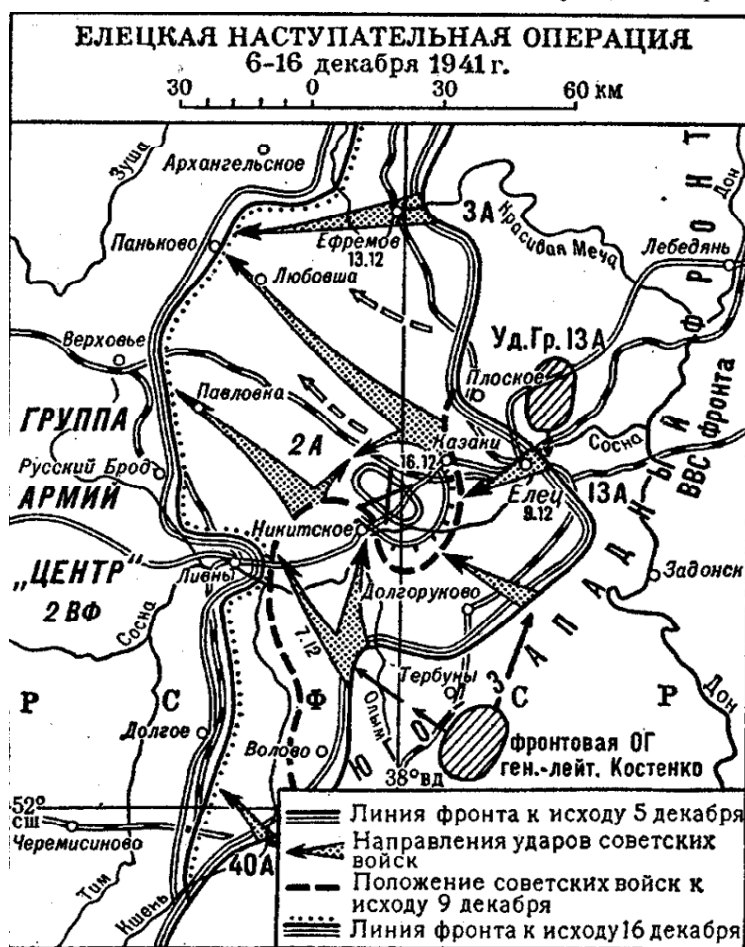 ЕЛЕЦКАЯ НАСТУПАТЕЛЬНАЯ ОПЕРАЦИЯ
6-16 декабря 1941 г.
30 0 30 60 км
Зуша
Архангельское
Дон
3А
Красивая Меча
Ефремов
13.12
Паньково
Лебедянь
Любовша
Верховье
Уд.Гр.13А
Плоское
Павловка
ГРУППА
2А
Казаки
16.12
Сосна
Русский Брод
Елец
9.12
13А
АРМИЙ
Никитское
"ЦЕНТР"
Ливны
2 ВФ
Долгоруково
Задонск
Сосна
7.12
Тербуны
Олым
Дон
Р С Ф С Р
ЮГО-ЗАПАДНЫЙ ФРОНТ
ВВС фронта
Долгое
Волово
38°вд
фронтовая ОГ
ген.-лейт. Костенко
52°
сш
Черемисиново
40А
Тим
Кшень
Линия фронта к исходу 5 декабря
Направления ударов советских
войск
Положение советских войск к
исходу 9 декабря
Линия фронта к исходу 16 декабря